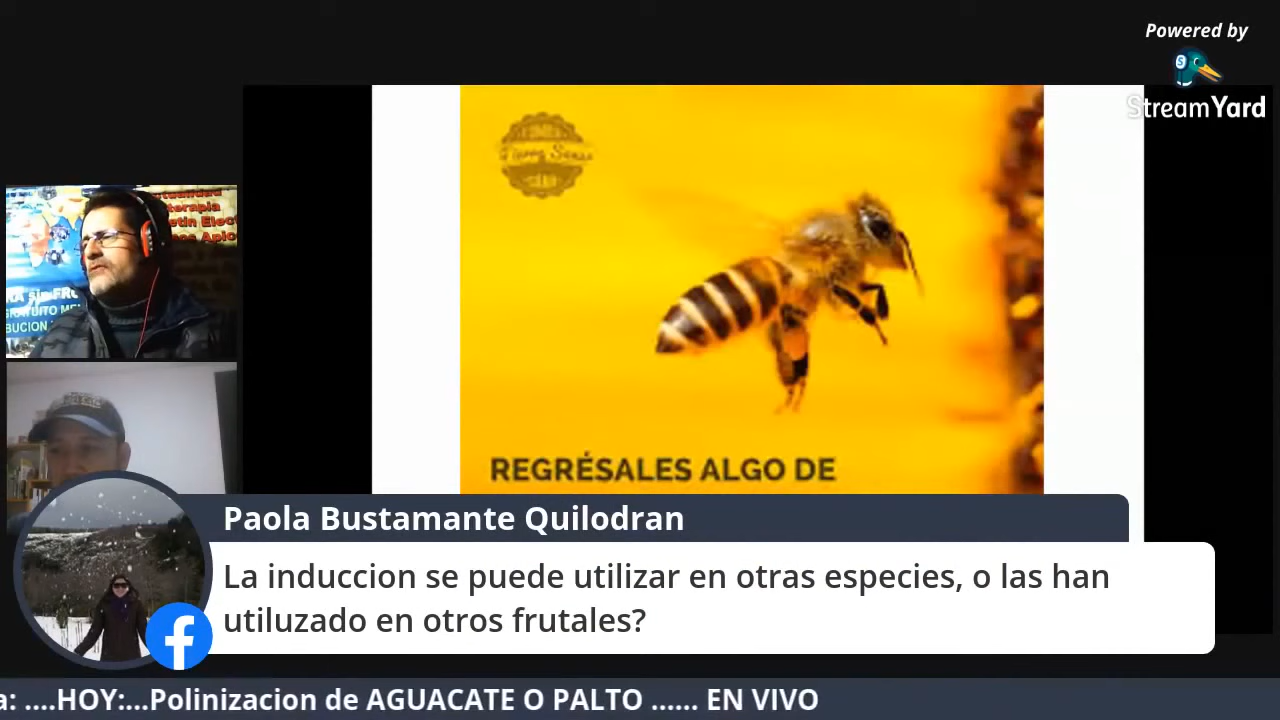 Powered by
StreamYard
REGRÉSALES ALGO DE
Paola Bustamante Quilodran
La induccion se puede utilizar en otras especies, o las han
utiluzado en otros frutales?
a: ....HOY:...Polinizacion de AGUACATE O PALTO ...... EN VIVO